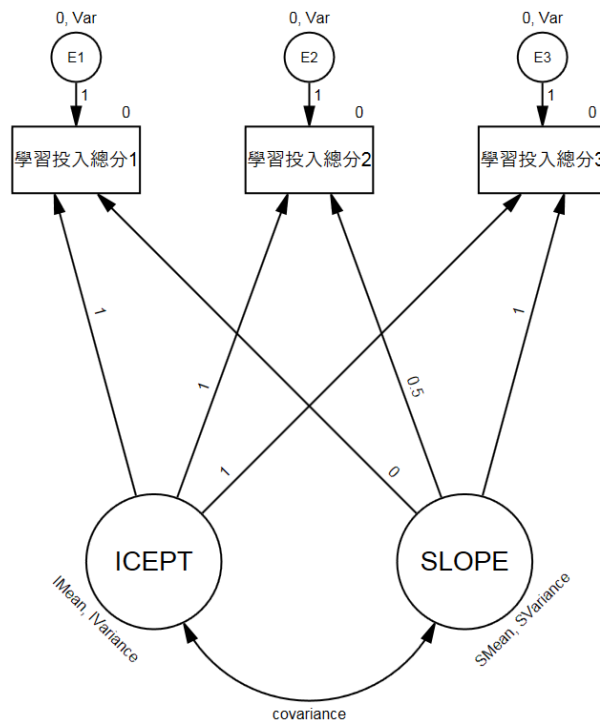 0, Var
0, Var
0, Var
E1
E2
E3
1
0
1
0
1
0
學習投入總分1
學習投入總分2
學習投入總分3
1
1
1
0
0.5
1
ICEPT
SLOPE
IMean, IVariance
SMean, SVariance
covariance